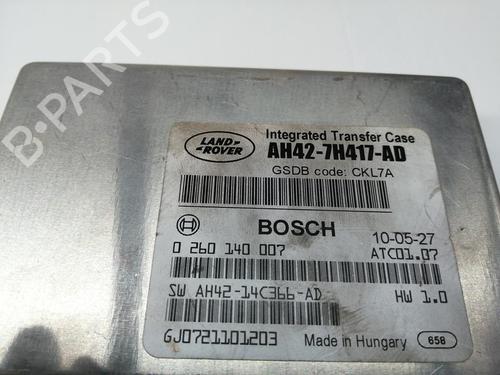 B-PARTS
LAND
ROVER
Integrated Transfer Case
AH42-7H417-AD
GSDB code: CKL7A
BOSCH
10-05-27
0 260 140 007
ATC01.07
SW AH42-14C366-AD
HW 1.0
GJ0721101203
Made in Hungary
658